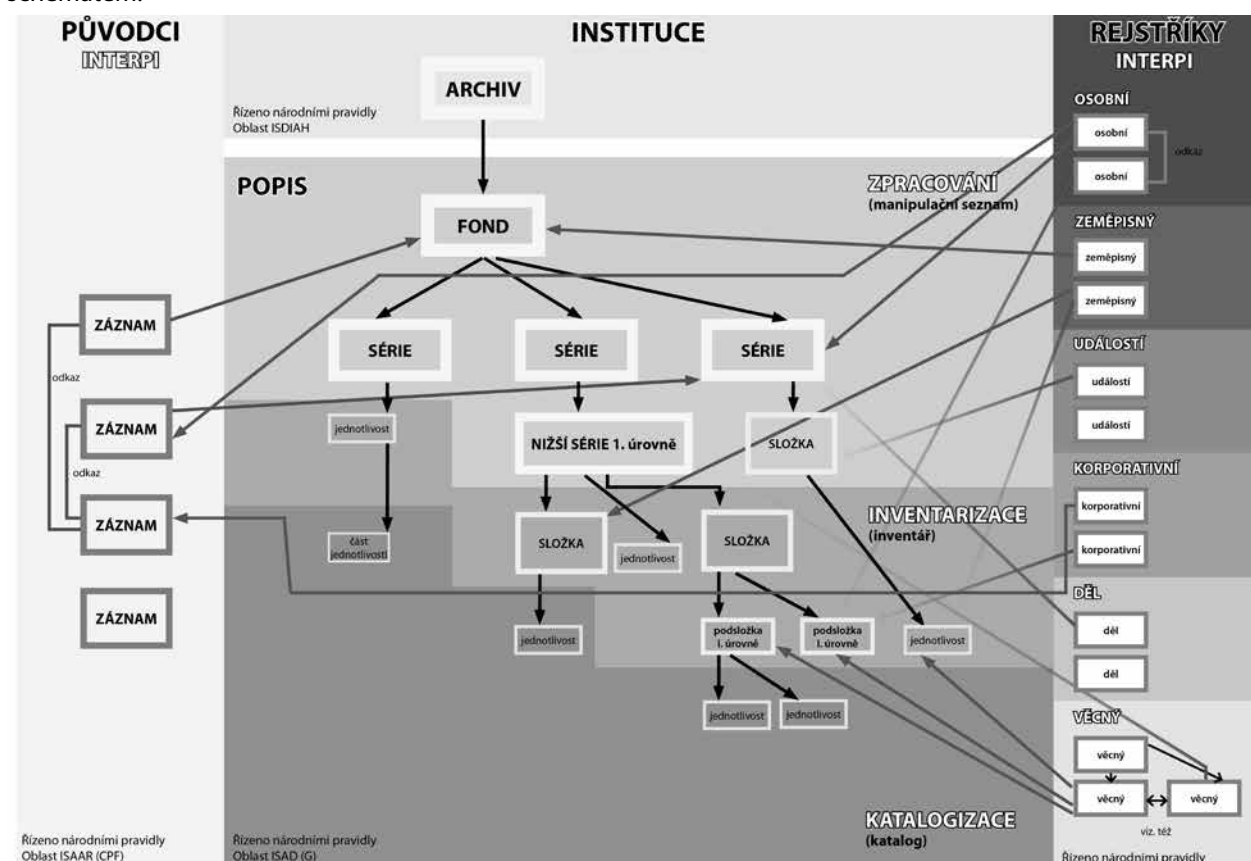 PŮVODCI
INTERPI
ZÁZNAM
odkaz
ZÁZNAM
odkaz
ZÁZNAM
ZÁZNAM
Řízeno národními pravidly
Oblast ISAAR (CPF)
INSTITUCE
ARCHIV
Řízeno národními pravidly
Oblast ISDIAH
POPIS
ZPRACOVÁNÍ
(manipulační seznam)
FOND
SÉRIE
SÉRIE
SÉRIE
jednotlivost
NIŽŠÍ SÉRIE 1. úrovně
SLOŽKA
INVENTARIZACE
(inventář)
část
jednotlivosti
SLOŽKA
jednotlivost
SLOŽKA
jednotlivost
podsložka
I. úrovně
podsložka
I. úrovně
jednotlivost
jednotlivost
jednotlivost
KATALOGIZACE
(katalog)
Řízeno národními pravidly
Oblast ISAD (G)
REJSTŘÍKY
INTERPI
OSOBNÍ
osobní
odkaz
osobní
ZEMĚPISNÝ
zeměpisný
zeměpisný
UDÁLOSTÍ
událostí
událostí
KORPORATIVNÍ
korporativní
korporativní
DĚL
děl
děl
VĚCNÝ
věcný
věcný
věcný
viz. též
Řízeno národními pravidly